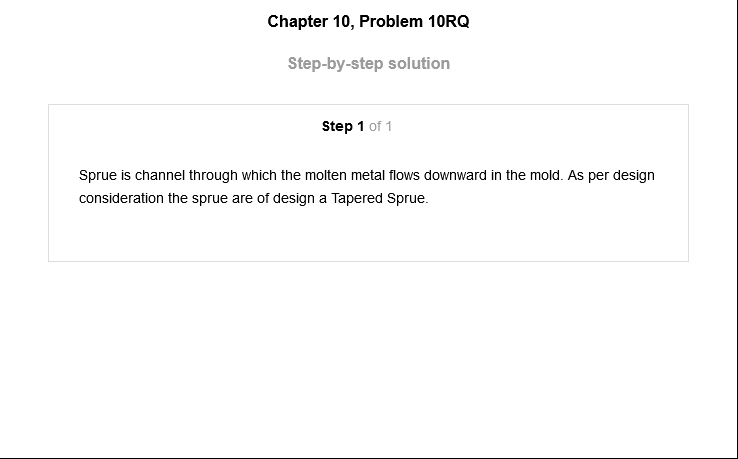 Chapter 10, Problem 10RQ
Step-by-step solution
Step 1 of 1
Sprue is channel through which the molten metal flows downward in the mold. As per design
consideration the sprue are of design a Tapered Sprue.